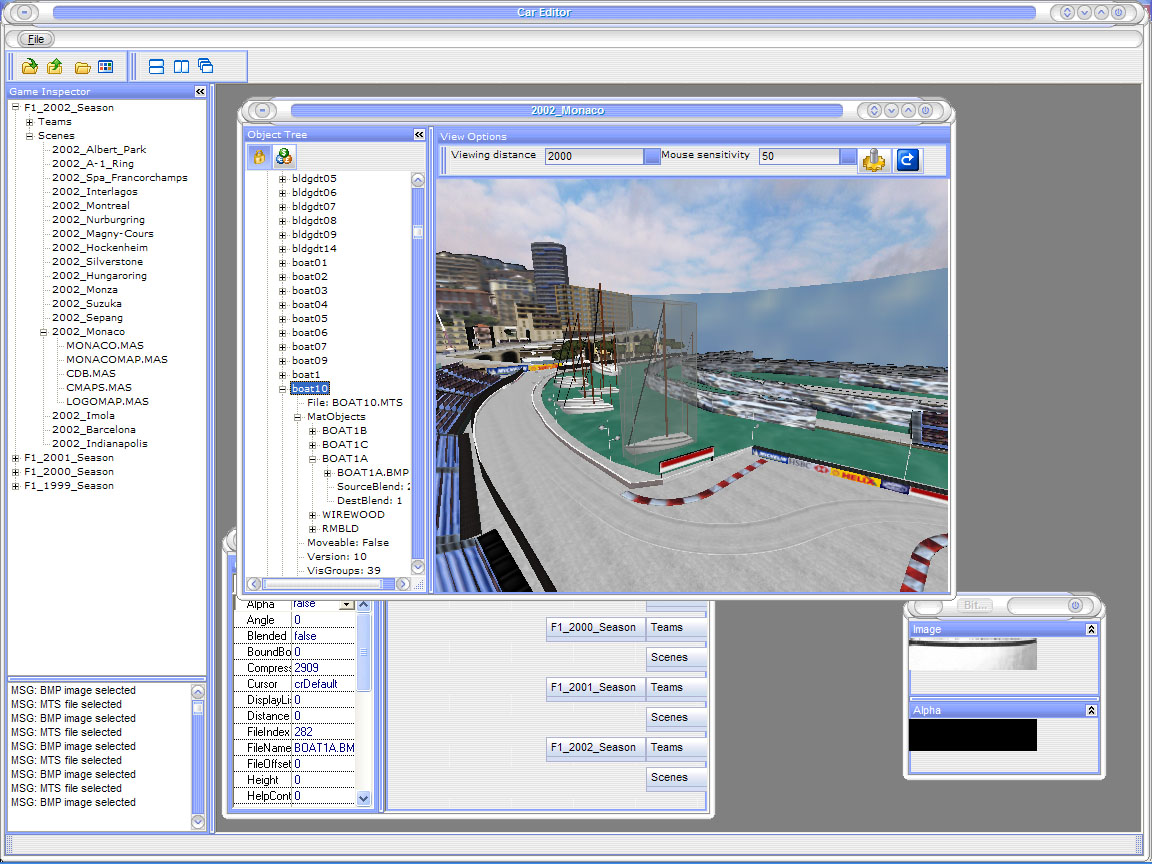 Car Editor
File
Game Inspector
F1_2002_Season
Teams
Scenes
2002_Albert_Park
2002_A-1_Ring
2002_Spa_Francorchamps
2002_Interlagos
2002_Montreal
2002_Nurburgring
2002_Magny-Cours
2002_Hockenheim
2002_Silverstone
2002_Hungaroring
2002_Monza
2002_Suzuka
2002_Sepang
2002_Monaco
MONACO.MAS
MONACOMAP.MAS
CDB.MAS
CMAPS.MAS
LOGOMAP.MAS
2002_Imola
2002_Barcelona
2002_Indianapolis
F1_2001_Season
F1_2000_Season
F1_1999_Season
MSG: BMP image selected
MSG: MTS file selected
MSG: BMP image selected
MSG: MTS file selected
MSG: BMP image selected
MSG: MTS file selected
MSG: BMP image selected
MSG: MTS file selected
MSG: BMP image selected
2002_Monaco
Object Tree
bldgdt05
bldgdt06
bldgdt07
bldgdt08
bldgdt09
bldgdt14
boat01
boat02
boat03
boat04
boat05
boat06
boat07
boat09
boat1
boat10
File: BOAT10.MTS
MatObjects
BOAT1B
BOAT1C
BOAT1A
BOAT1A.BMP
SourceBlend: 2
DestBlend: 1
WIREWOOD
RMBLD
Moveable: False
Version: 10
VisGroups: 39
View Options
Viewing distance 2000 Mouse sensitivity 50
HSBC
HELIX
Alpha false
Angle 0
Blended false
BoundBo 0
Compres 2909
Cursor crDefault
DisplayLi 0
Distance 0
FileIndex 282
FileName BOAT1A.BM
FileOffset 0
Height 0
HelpCont 0
F1_2000_Season Teams
Scenes
F1_2001_Season Teams
Scenes
F1_2002_Season Teams
Scenes
Bit...
Image
Alpha